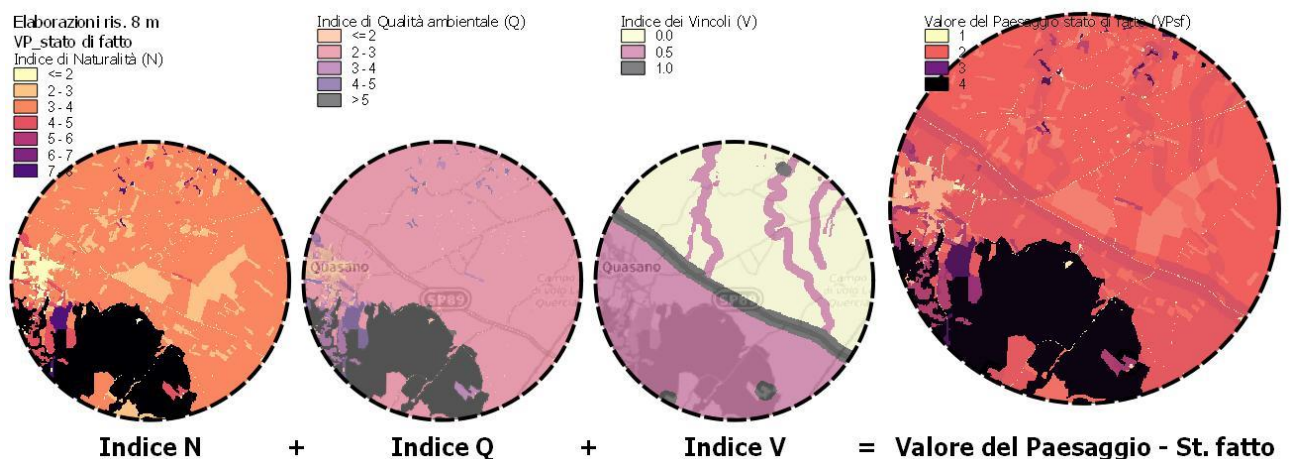 Elaborazioni ris. 8 m
VP_stato di fatto
Indice di Naturalità (N)
<= 2
2 - 3
3 - 4
4 - 5
5 - 6
6 - 7
Indice di Qualità ambientale (Q)
<= 2
2 - 3
3 - 4
4 - 5
> 5
Indice dei Vincoli (V)
0.0
0.5
1.0
Valore del Paesaggio stato di fatto (VPsf)
1
2
3
4
Quasano
SP89
Quasano
SP89
Campo
di volo
Indice N + Indice Q + Indice V = Valore del Paesaggio - St. fatto